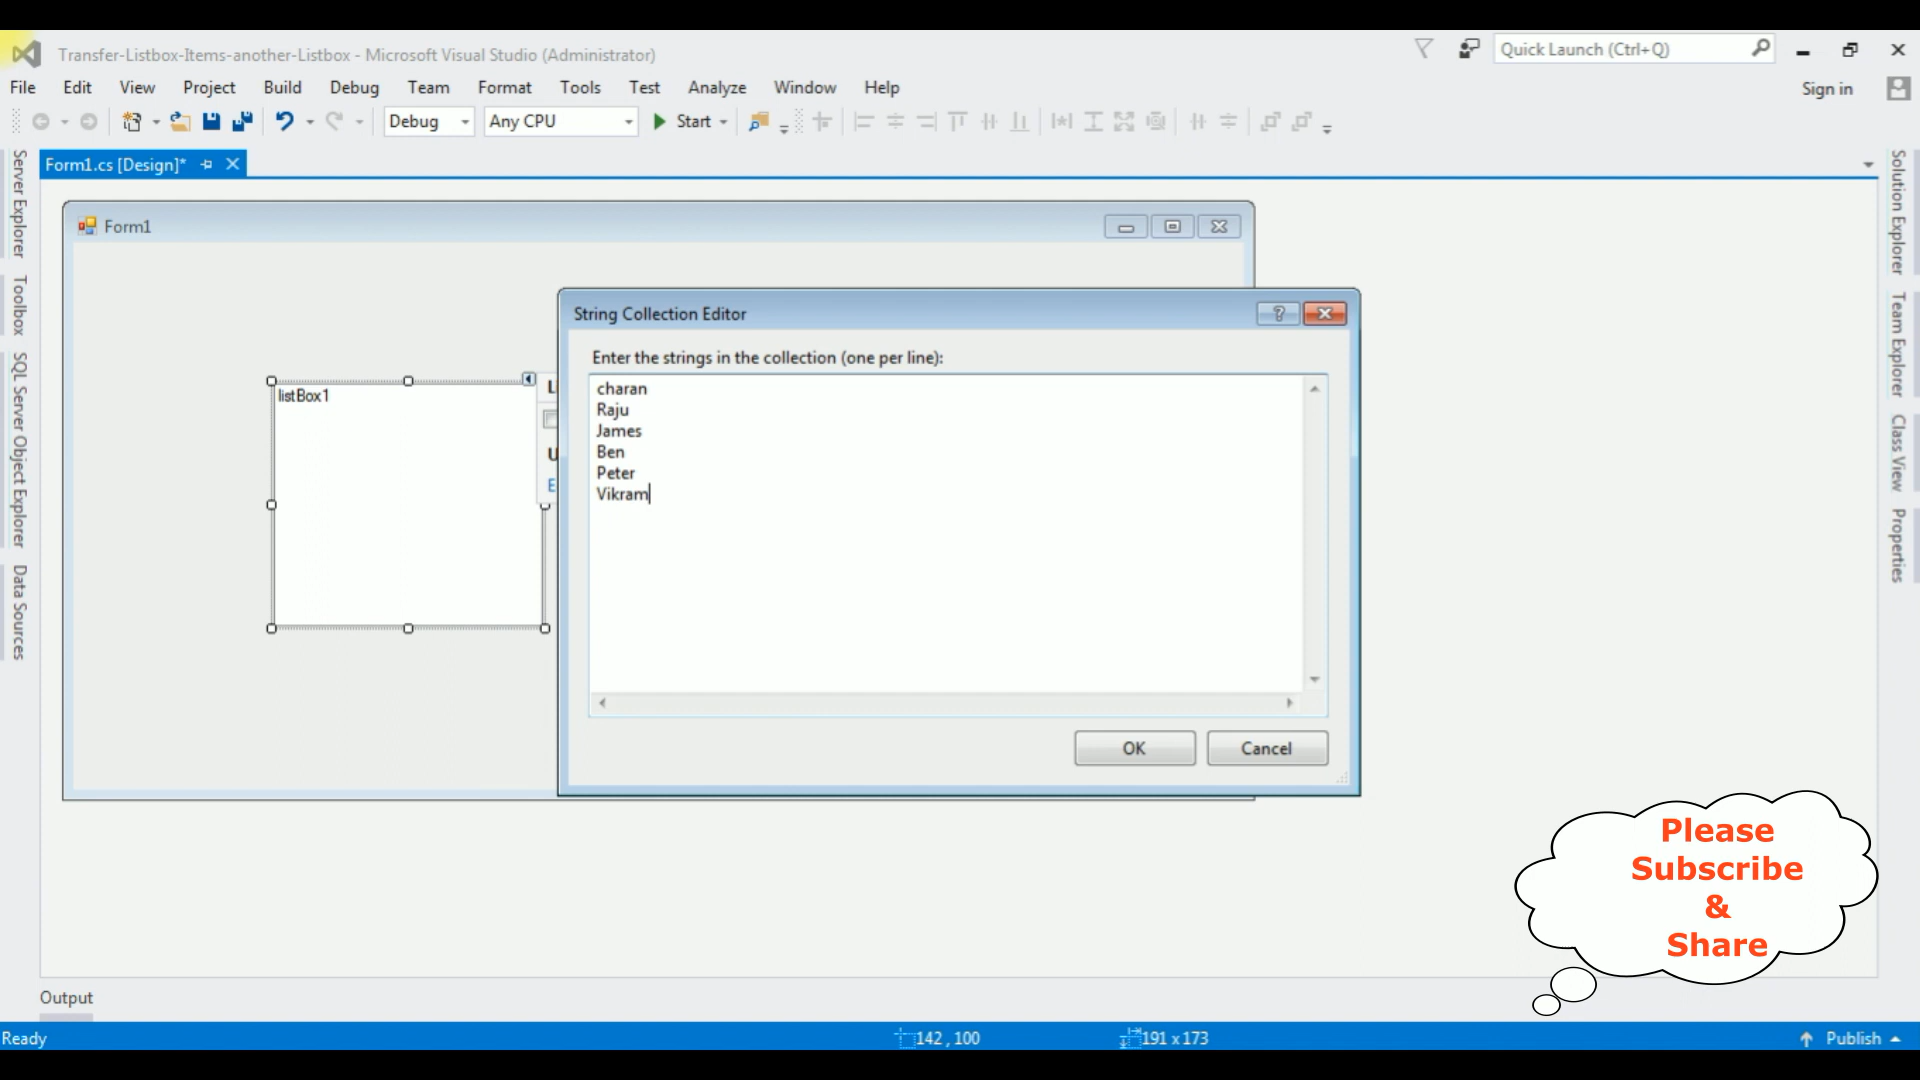 Transfer-Listbox-Items-another-Listbox - Microsoft Visual Studio (Administrator)
Quick Launch (Ctrl+Q)
File Edit View Project Build Debug Team Format Tools Test Analyze Window Help
Sign in
Debug Any CPU Start
Form1.cs [Design]*
Server Explorer
Toolbox
SQL Server Object Explorer
Data Sources
Form1
listBox1
String Collection Editor
Enter the strings in the collection (one per line):
charan
Raju
James
Ben
Peter
Vikram
OK Cancel
Solution Explorer
Team Explorer
Class View
Properties
Please
Subscribe
&
Share
Output
Ready 142 , 100 191 x 173 Publish